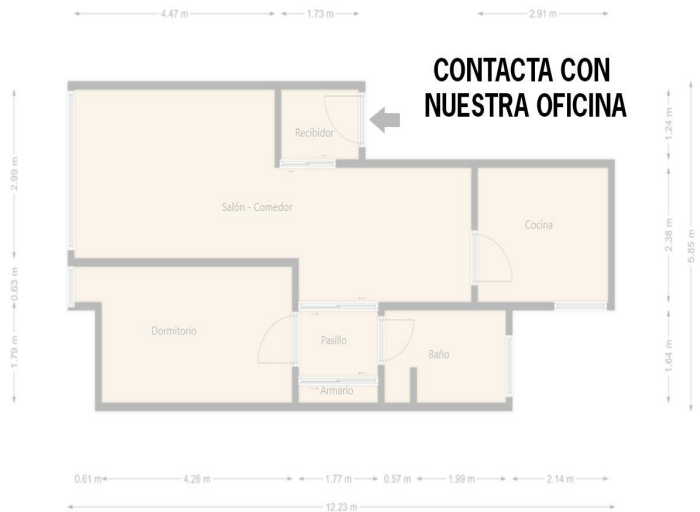 4.47 m
1.73 m
2.91 m
CONTACTA CON
NUESTRA OFICINA
Recibidor
1.24 m
2.99 m
5.85 m
2.38 m
Salón - Comedor
Cocina
0.63 m
Dormitorio
Pasillo
Baño
1.79 m
1.64 m
Armario
0.61 m
4.26 m
1.77 m
0.57 m
1.99 m
2.14 m
12.23 m